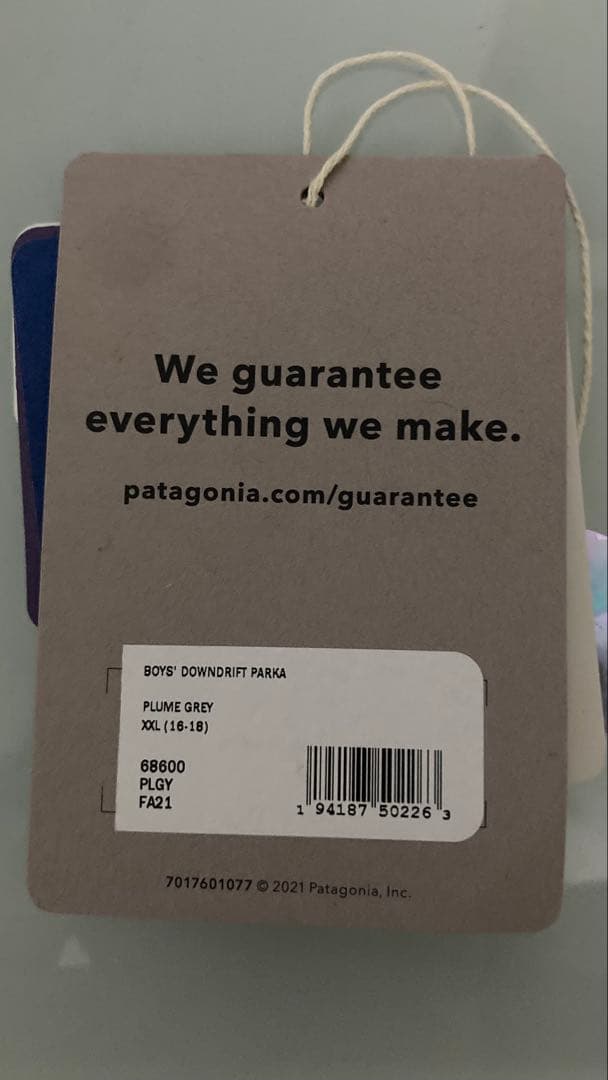 We guarantee
everything we make.
patagonia.com/guarantee
BOYS' DOWNDRIFT PARKA
PLUME GREY
XXL (16-18)
68600
PLGY
FA21
1 94187 50226 3
7017601077 © 2021 Patagonia, Inc.